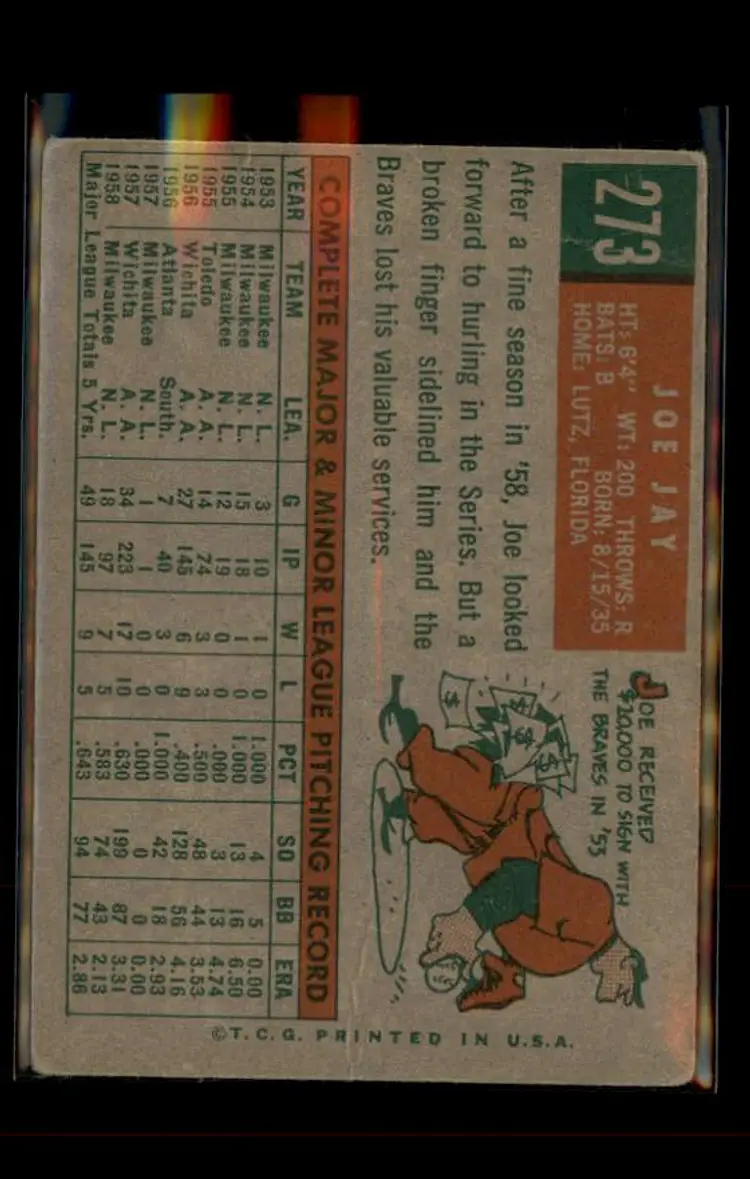 273
JOE JAY
HT: 6'4" WT: 200 THROWS: R
BATS: B BORN: 8/15/35
HOME: LUTZ, FLORIDA
After a fine season in '58, Joe looked
forward to hurling in the Series. But a
broken finger sidelined him and the
Braves lost his valuable services.
JOE RECEIVED
$20,000 TO SIGN WITH
THE BRAVES IN '53
$ $ $ $
COMPLETE MAJOR & MINOR LEAGUE PITCHING RECORD
YEAR TEAM LEA. G IP W L PCT SO BB ERA
1953 Milwaukee N. L. 3 10 1 0 1.000 4 5 0.00
1954 Milwaukee N. L. 15 18 1 0 1.000 13 16 6.50
1955 Milwaukee N. L. 12 19 0 0 .000 3 13 4.74
1955 Toledo A. A. 14 74 3 3 .500 48 44 3.53
1956 Wichita A. A. 27 145 6 9 .400 128 56 4.16
1956 Atlanta South. 7 40 3 0 1.000 42 18 2.93
1957 Milwaukee N. L. 1 1 0 0 .000 0 0 0.00
1957 Wichita A. A. 34 223 17 10 .630 199 87 3.31
1958 Milwaukee N. L. 18 97 7 5 .583 74 43 2.13
Major League Totals 5 Yrs. 49 145 9 5 .643 94 77 2.86
©T.C.G. PRINTED IN U.S.A.